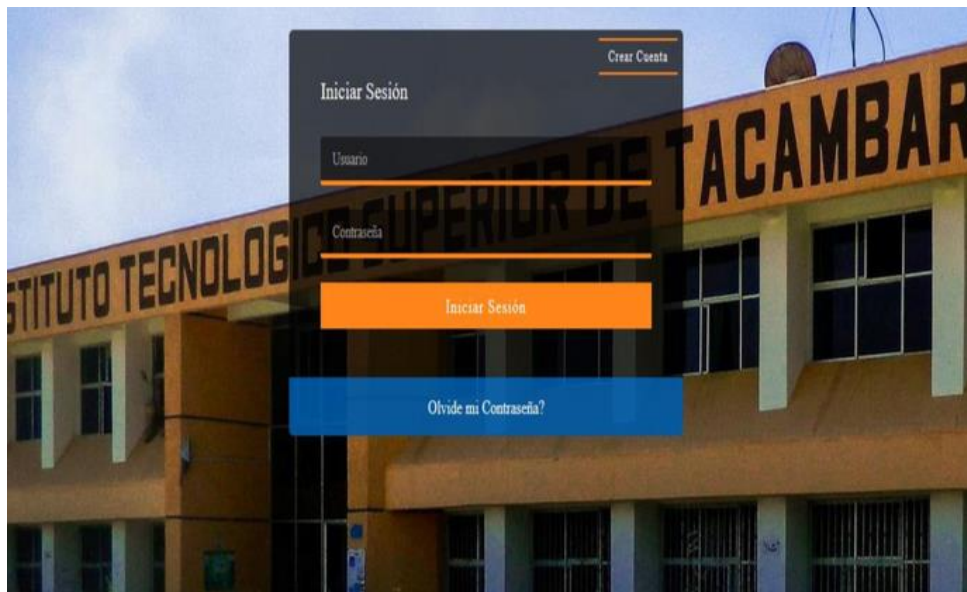 Crear Cuenta
Iniciar Sesión
Usuario
Contraseña
Iniciar Sesión
Olvide mi Contraseña?
STITUTO TECNOLOGICO SUPERIOR DE TACAMBAR